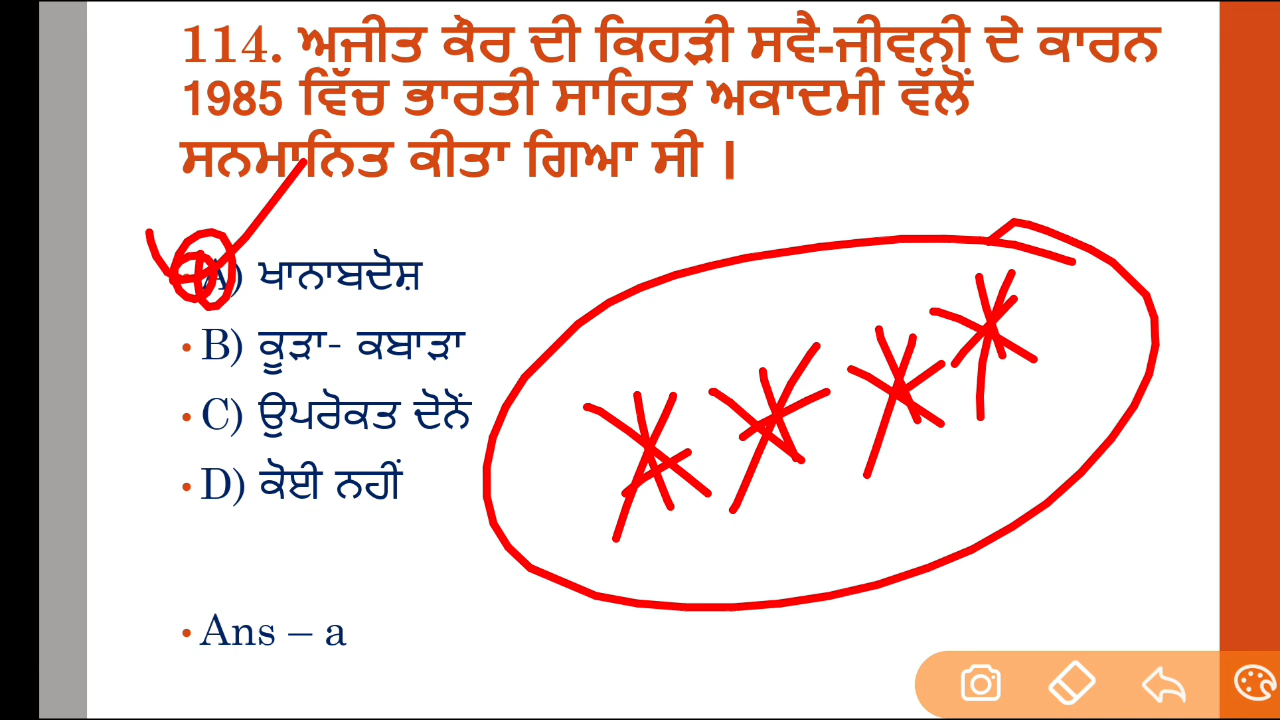 114. ਅਜੀਤ ਕੌਰ ਦੀ ਕਿਹੜੀ ਸਵੈ-ਜੀਵਨੀ ਦੇ ਕਾਰਨ
1985 ਵਿੱਚ ਭਾਰਤੀ ਸਾਹਿਤ ਅਕਾਦਮੀ ਵੱਲੋਂ
ਸਨਮਾਨਿਤ ਕੀਤਾ ਗਿਆ ਸੀ ।
• A) ਖਾਨਾਬਦੋਸ਼
• B) ਕੂੜਾ- ਕਬਾੜਾ
• C) ਉਪਰੋਕਤ ਦੋਨੋਂ
• D) ਕੋਈ ਨਹੀਂ
• Ans – a